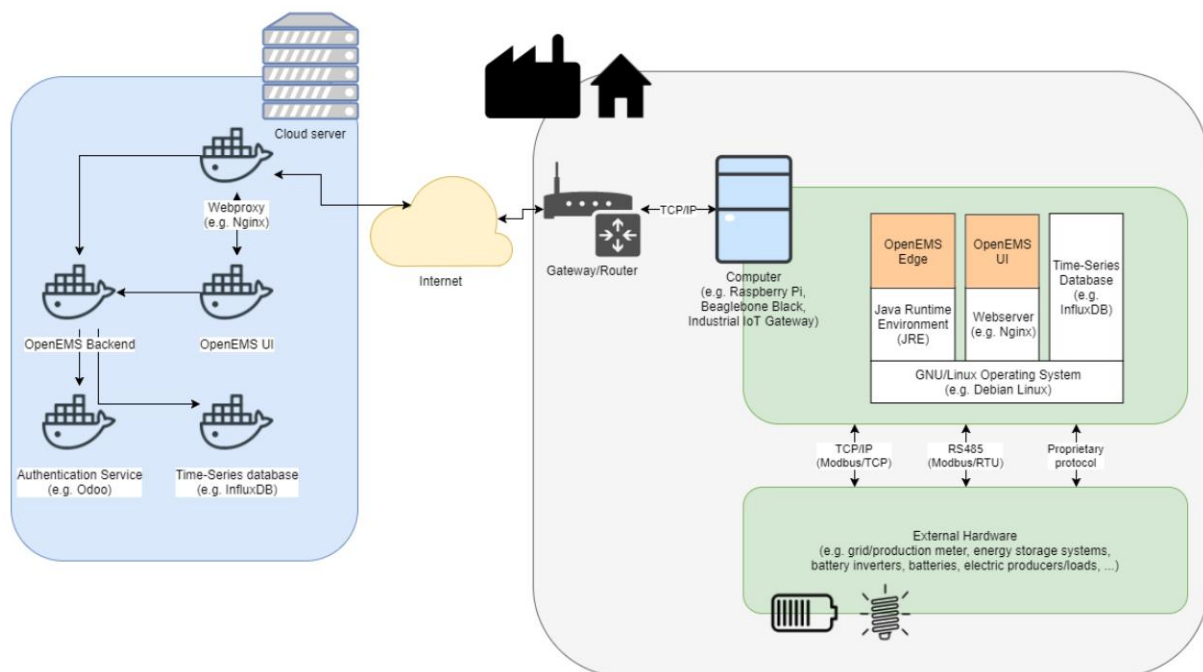 Cloud server
Webproxy
(e.g. Nginx)
OpenEMS Backend
OpenEMS UI
Authentication Service
(e.g. Odoo)
Time-Series database
(e.g. InfluxDB)
Internet
Gateway/Router
TCP/IP
Computer
(e.g. Raspberry Pi,
Beaglebone Black,
Industrial IoT Gateway)
OpenEMS
Edge
Java Runtime
Environment
(JRE)
OpenEMS
UI
Webserver
(e.g. Nginx)
Time-Series
Database
(e.g.
InfluxDB)
GNU/Linux Operating System
(e.g. Debian Linux)
TCP/IP
(Modbus/TCP)
RS485
(Modbus/RTU)
Proprietary
protocol
External Hardware
(e.g. grid/production meter, energy storage systems,
battery inverters, batteries, electric producers/loads, ...)